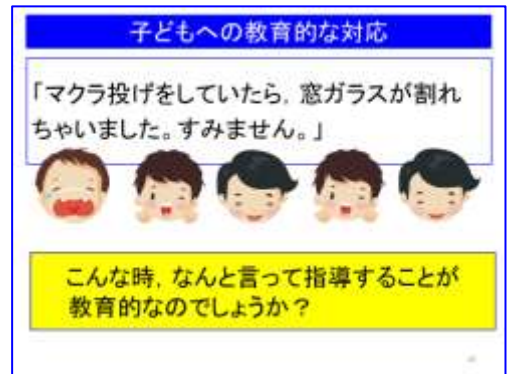 子どもへの教育的な対応
「マクラ投げをしていたら，窓ガラスが割れ
ちゃいました。すみません。」
こんな時，なんと言って指導することが
教育的なのでしょうか？